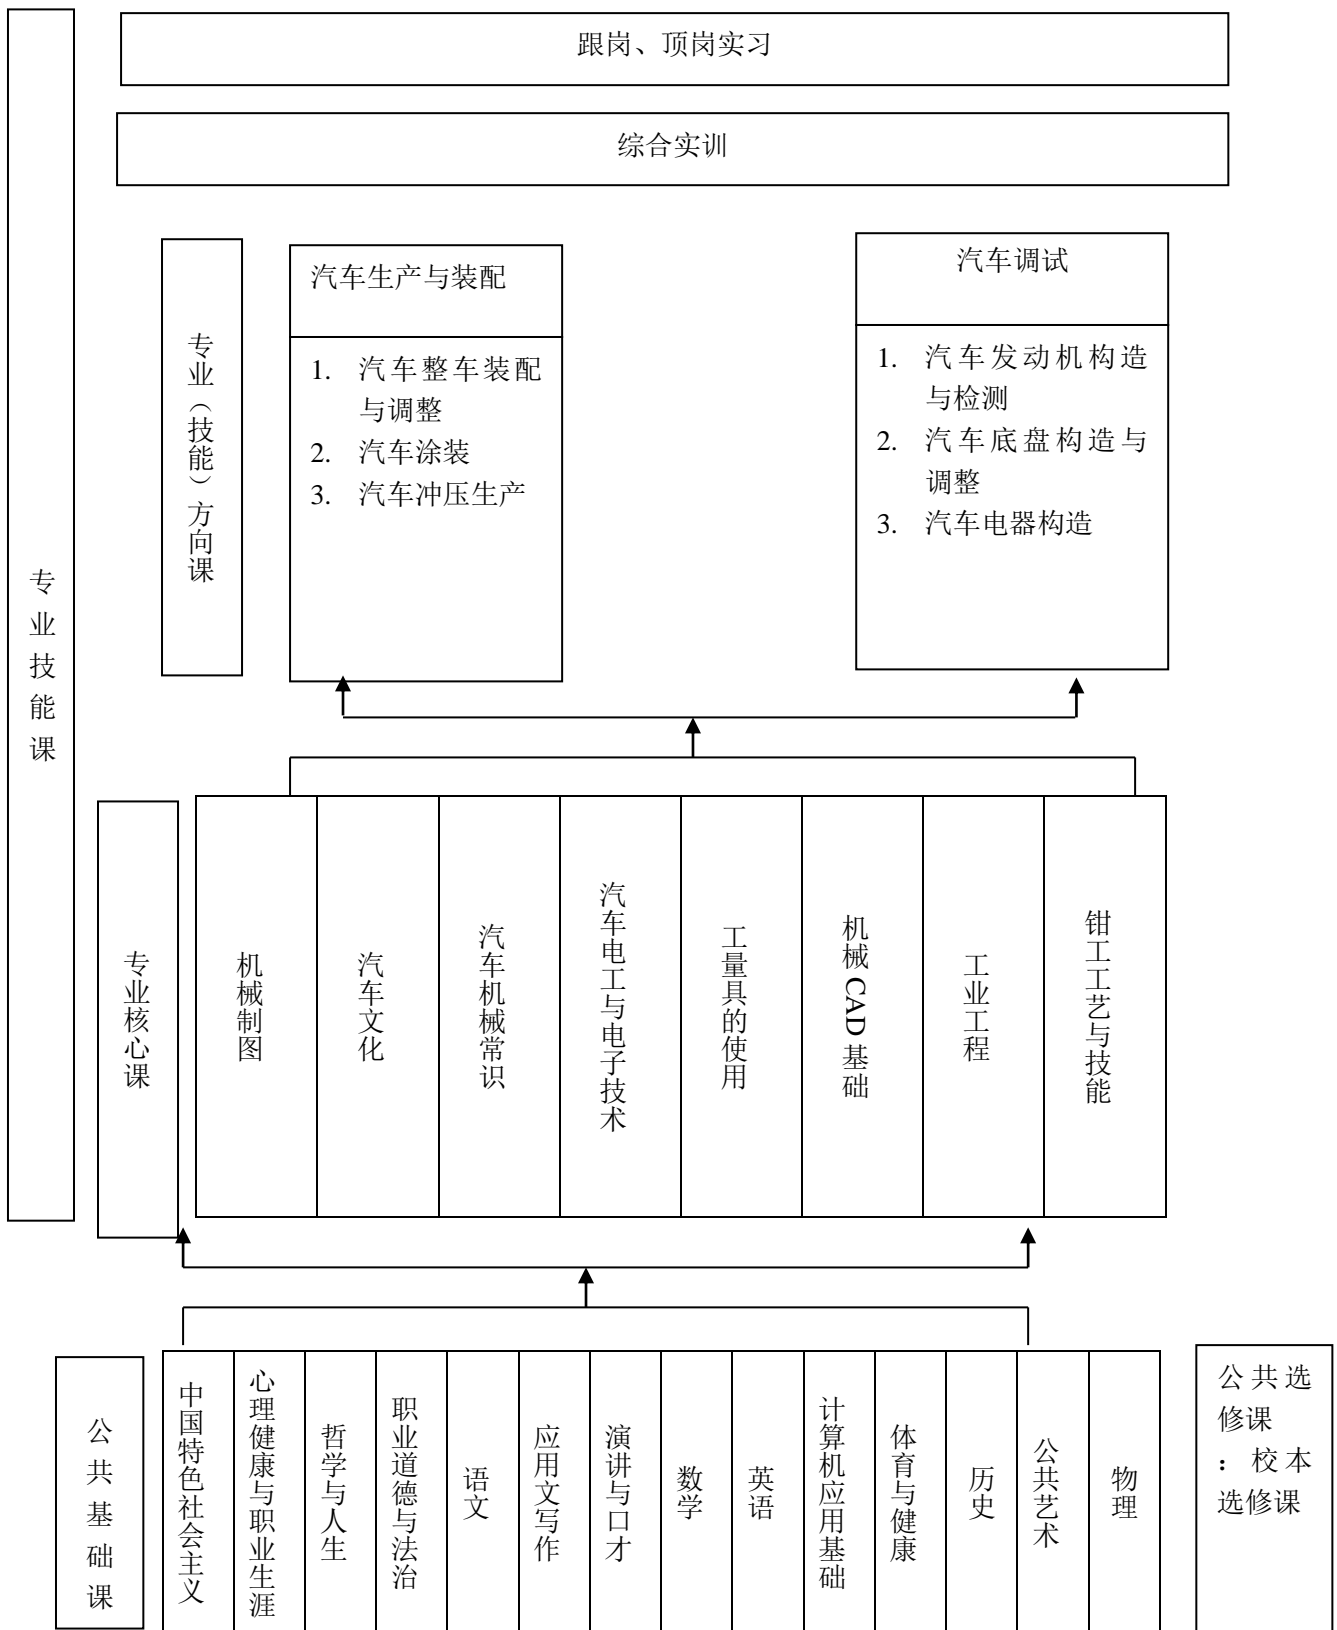 跟岗、顶岗实习
综合实训
专业技能课
专业（技能）方向课
汽车生产与装配
1. 汽车整车装配
与调整
2. 汽车涂装
3. 汽车冲压生产
汽车调试
1. 汽车发动机构造
与检测
2. 汽车底盘构造与
调整
3. 汽车电器构造
专业核心课
机械制图
汽车文化
汽车机械常识
汽车电工与电子技术
工量具的使用
机械 CAD 基础
工业工程
钳工工艺与技能
公共基础课
中国特色社会主义
心理健康与职业生涯
哲学与人生
职业道德与法治
语文
应用文写作
演讲与口才
数学
英语
计算机应用基础
体育与健康
历史
公共艺术
物理
公共选
修课
：校本
选修课